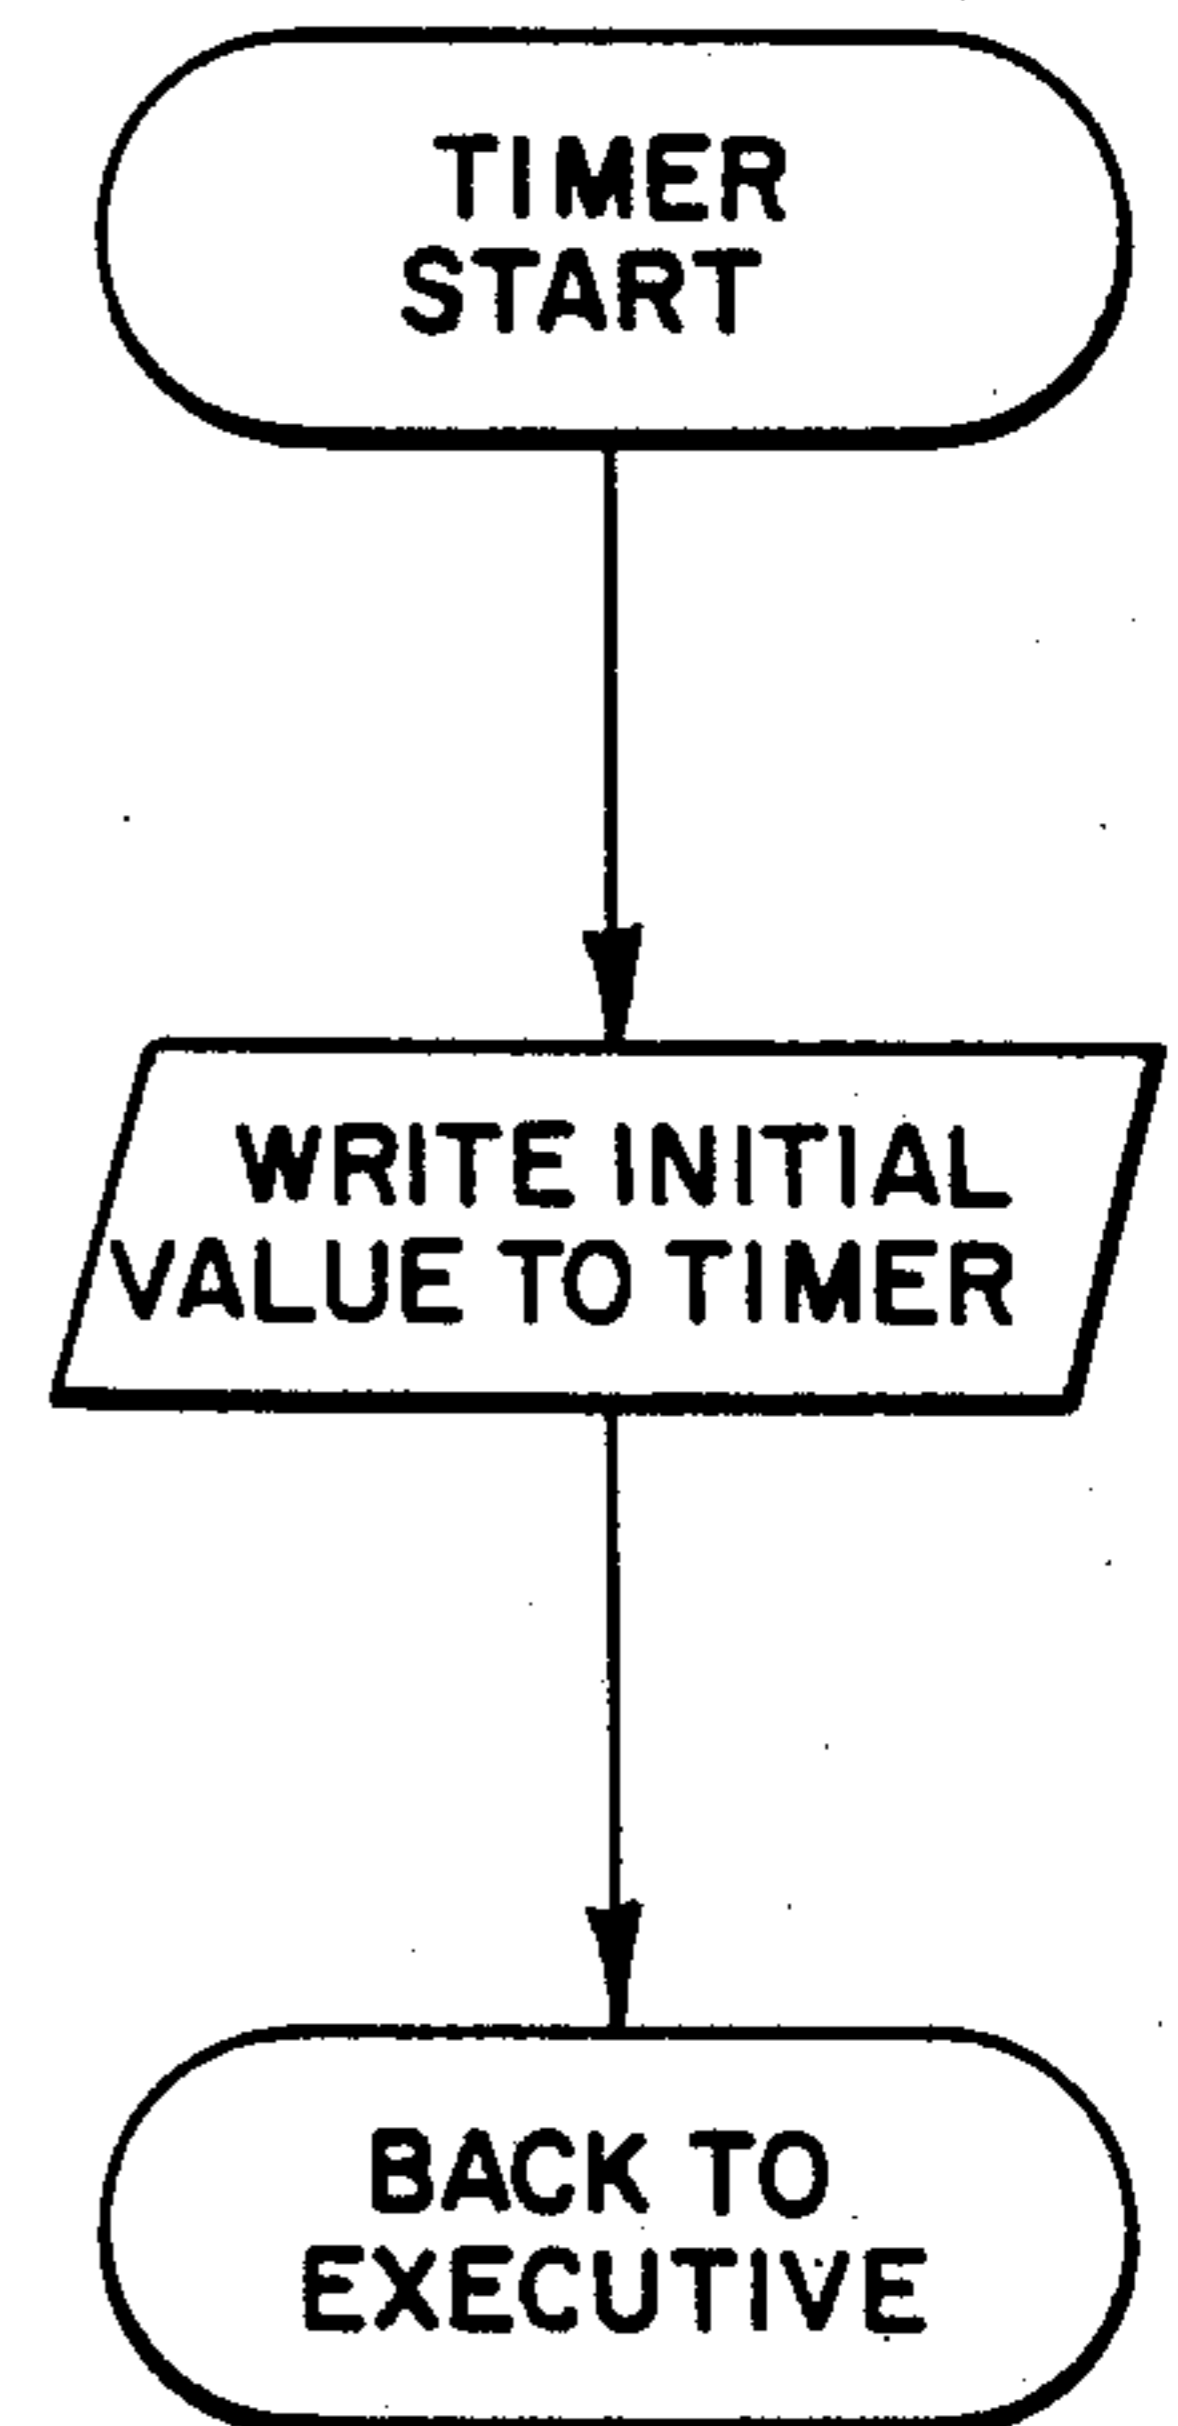 TIMER
START
WRITE INITIAL
VALUE TO TIMER
BACK TO
EXECUTIVE